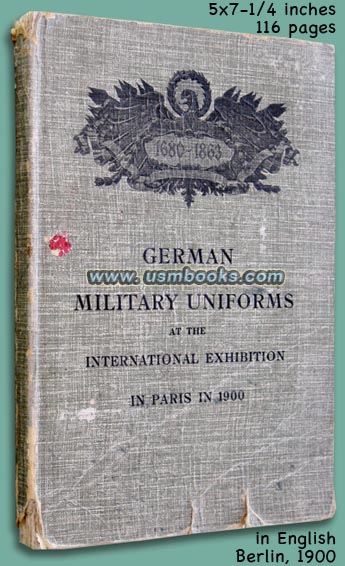 5x7-1/4 inches
116 pages
1680-1863
GERMAN
www.usmbooks.com
MILITARY UNIFORMS
AT THE
INTERNATIONAL EXHIBITION
IN PARIS IN 1900
in English
Berlin, 1900